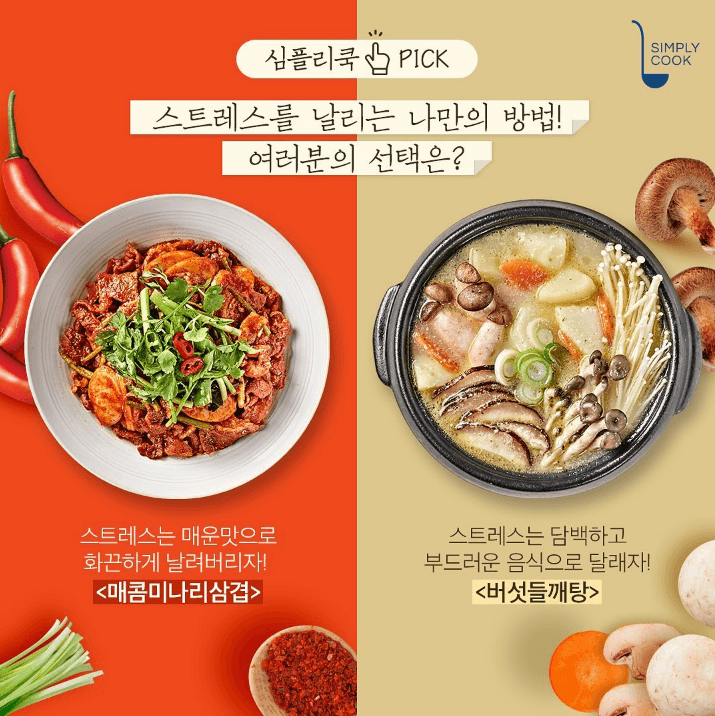 심플리쿡 PICK
SIMPLY
COOK
스트레스를 날리는 나만의 방법!
여러분의 선택은?
스트레스는 매운맛으로
화끈하게 날려버리자!
<매콤미나리삼겹>
스트레스는 담백하고
부드러운 음식으로 달래자!
<버섯들깨탕>